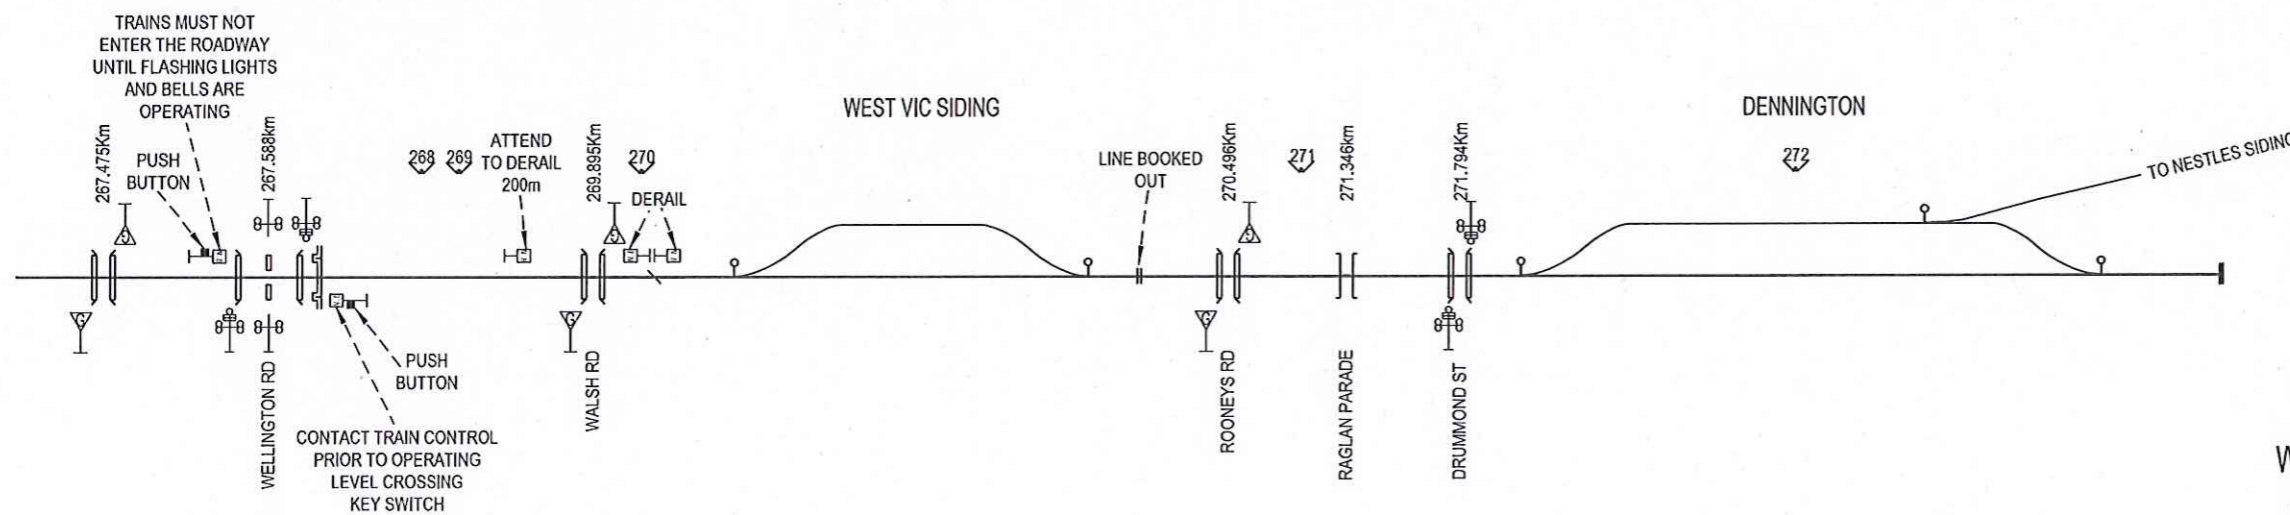 TRAINS MUST NOT
ENTER THE ROADWAY
UNTIL FLASHING LIGHTS
AND BELLS ARE
OPERATING
267.475Km
PUSH
BUTTON
267.588km
268
269
ATTEND
TO DERAIL
200m
269.895Km
270
DERAIL
WEST VIC SIDING
LINE BOOKED
OUT
270.496Km
271
271.346km
271.794Km
DENNINGTON
272
TO NESTLES SIDING
G
G
G
G
G
WELLINGTON RD
PUSH
BUTTON
CONTACT TRAIN CONTROL
PRIOR TO OPERATING
LEVEL CROSSING
KEY SWITCH
WALSH RD
G
ROONEYS RD
RAGLAN PARADE
DRUMMOND ST
W